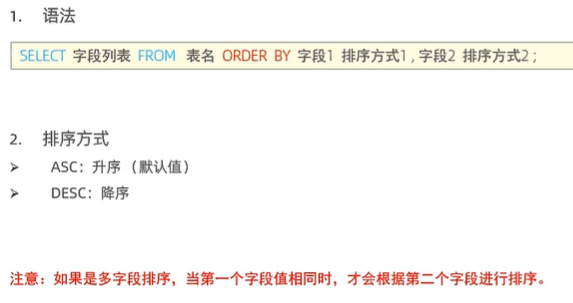 1. 语法
SELECT 字段列表 FROM 表名 ORDER BY 字段1 排序方式1 , 字段2 排序方式2 ;
2. 排序方式
➢ ASC：升序（默认值）
➢ DESC：降序
注意：如果是多字段排序，当第一个字段值相同时，才会根据第二个字段进行排序。